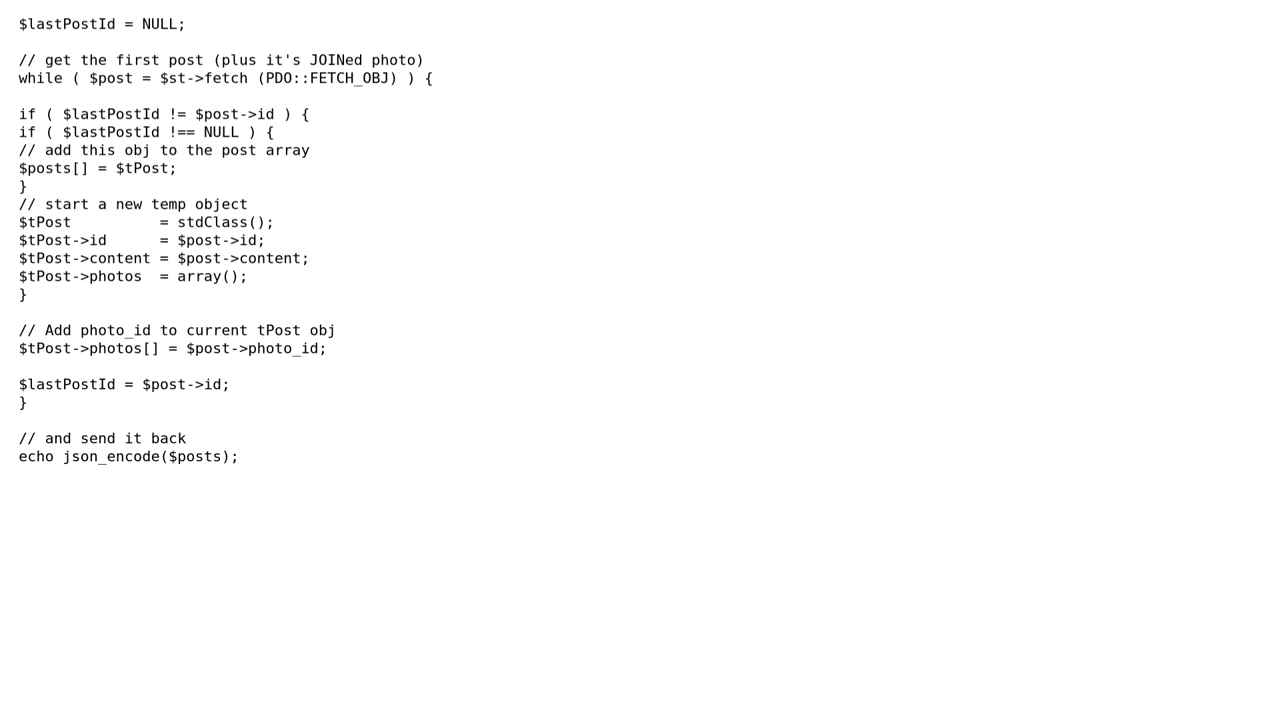 $lastPostId = NULL;

// get the first post (plus it's JOINed photo)
while ( $post = $st->fetch (PDO::FETCH_OBJ) ) {

if ( $lastPostId != $post->id ) {
if ( $lastPostId !== NULL ) {
// add this obj to the post array
$posts[] = $tPost;
}
// start a new temp object
$tPost          = stdClass();
$tPost->id      = $post->id;
$tPost->content = $post->content;
$tPost->photos  = array();
}

// Add photo_id to current tPost obj
$tPost->photos[] = $post->photo_id;

$lastPostId = $post->id;
}

// and send it back
echo json_encode($posts);